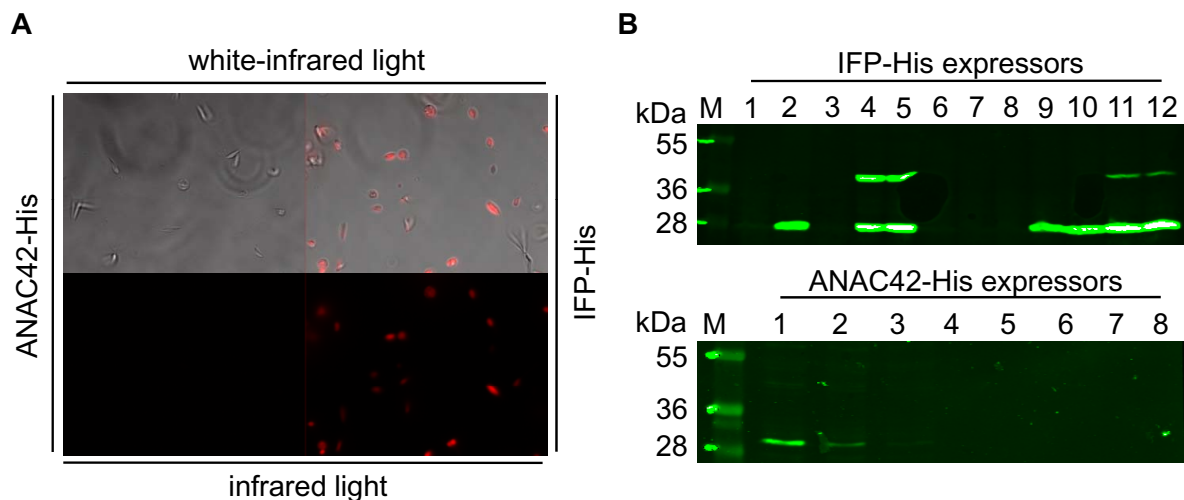 A
white-infrared light
ANAC42-His
IFP-His
infrared light
B
IFP-His expressors
kDa M 1 2 3 4 5 6 7 8 9 10 11 12
55
36
28
ANAC42-His expressors
kDa M 1 2 3 4 5 6 7 8
55
36
28